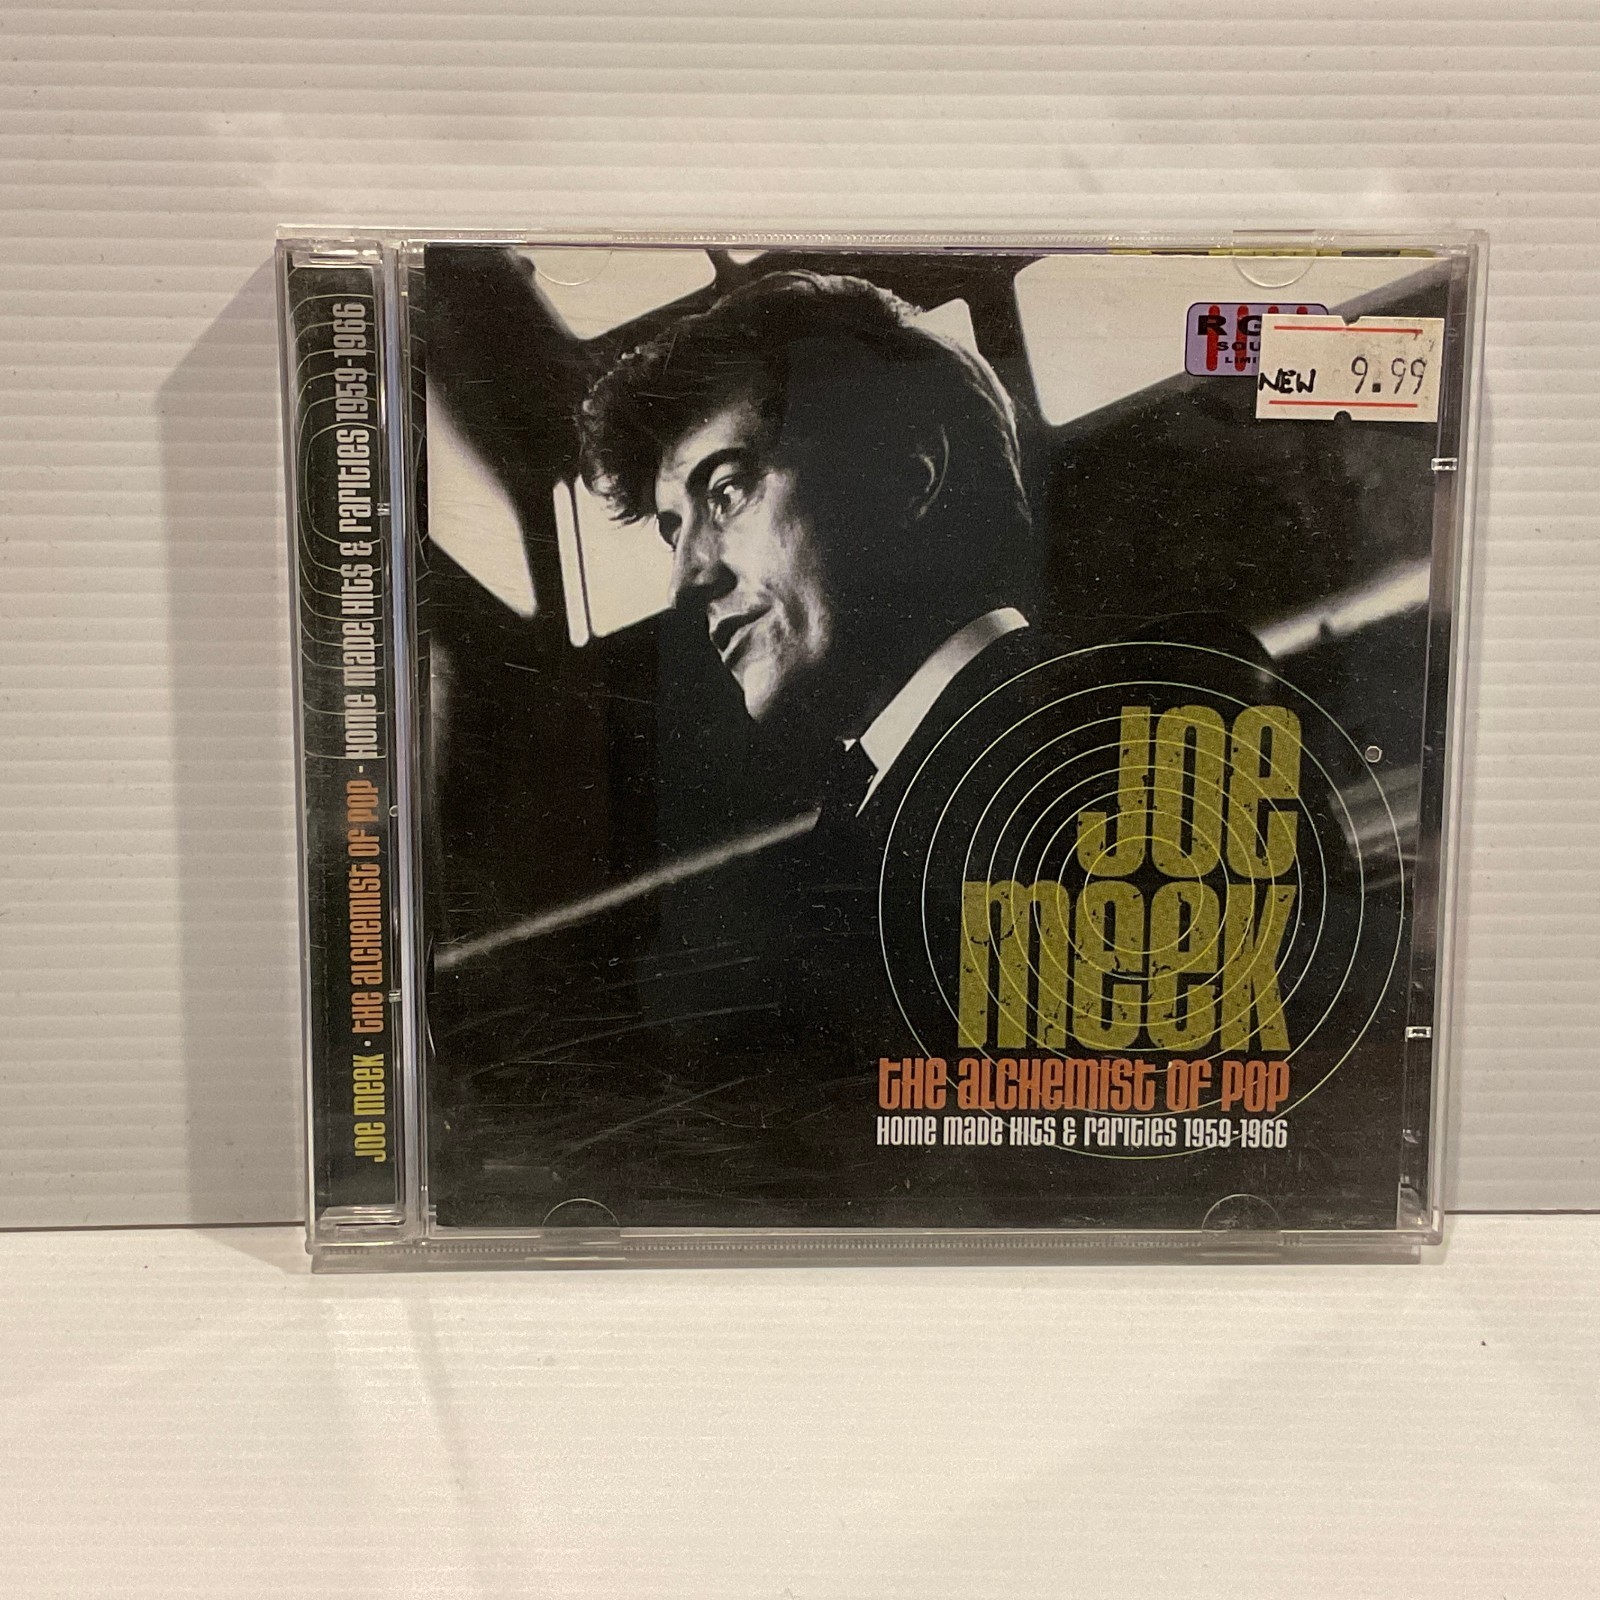 JOE MEEK · THE ALCHEMIST OF POP - HOME MADE HITS & RARITIES 1959-1966
NEW 9.99
JOE
MEEK
THE ALCHEMIST OF POP
HOME MADE HITS & RARITIES 1959-1966